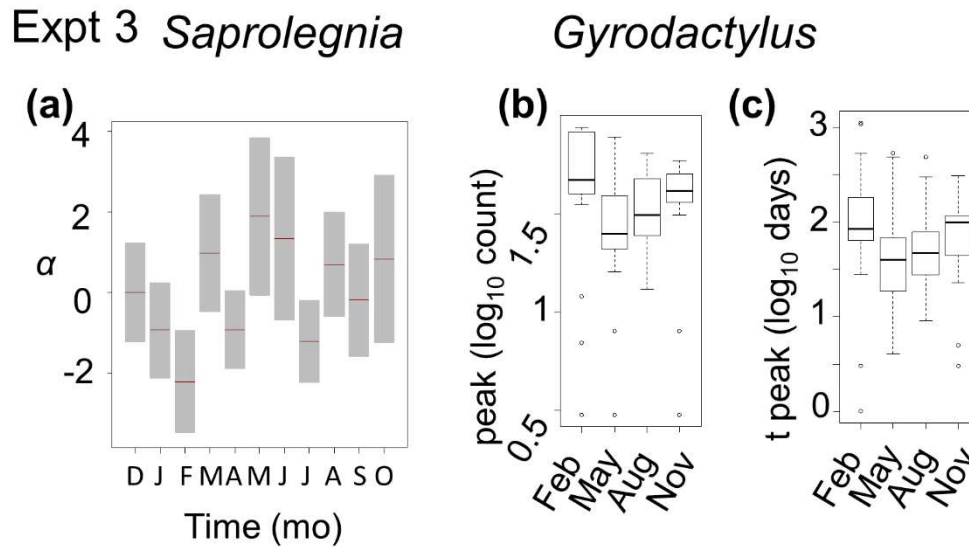 Expt 3 Saprolegnia Gyrodactylus
(a) (b) (c)
4
2
0
-2
α
D J F M A M J J A S O
Time (mo)
1.5
1
0.5
peak (log10 count)
Feb May Aug Nov
3
2
1
0
t peak (log10 days)
Feb May Aug Nov